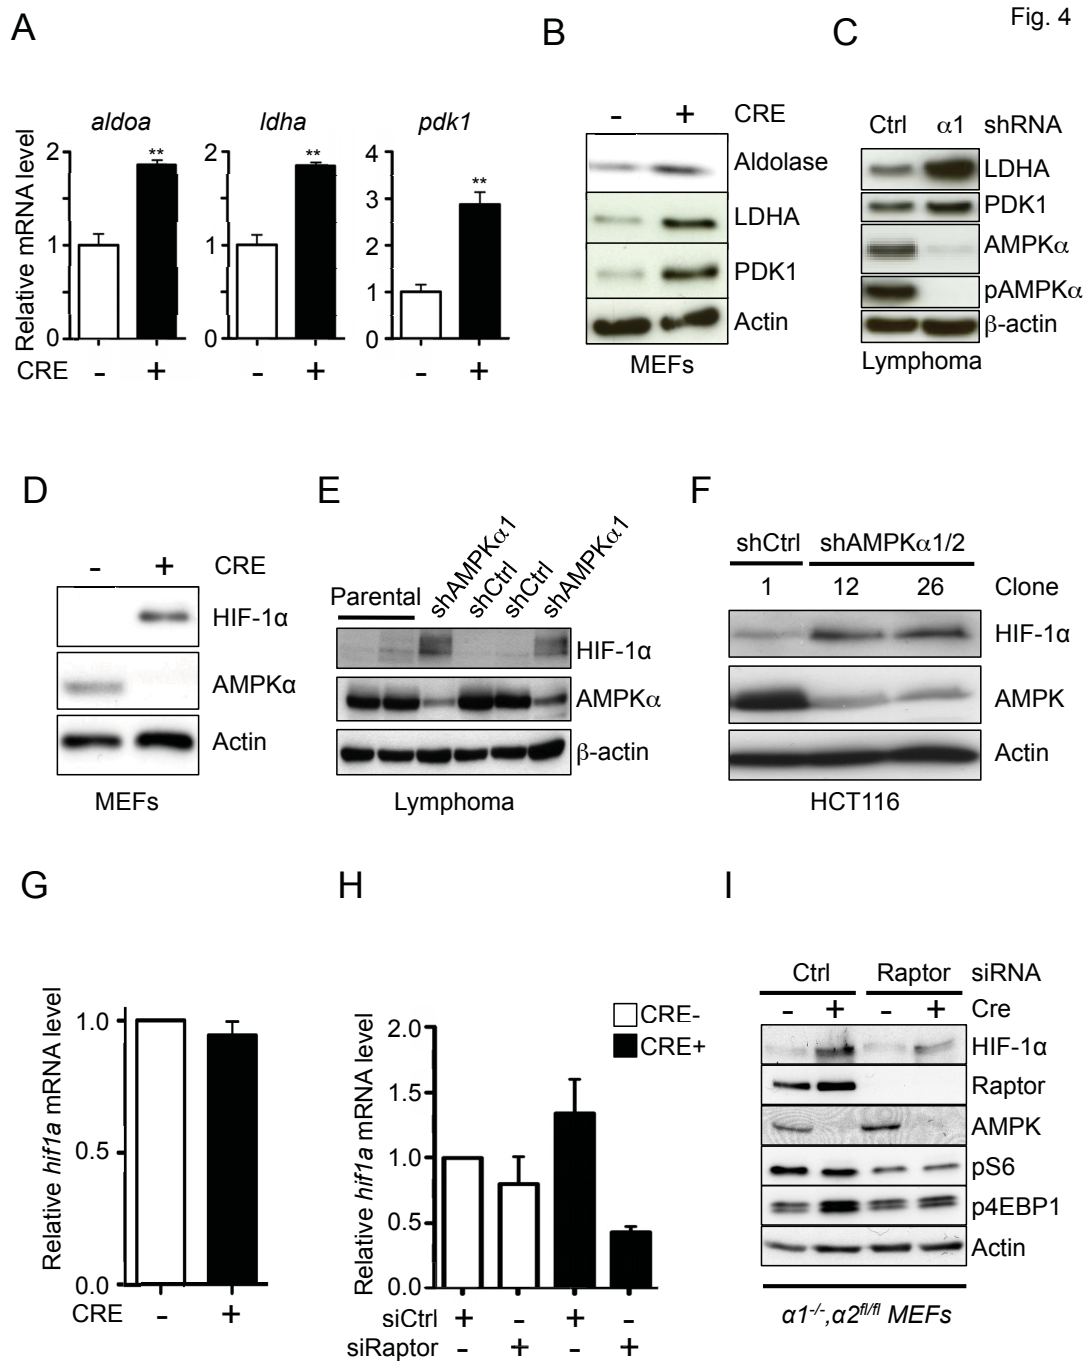 Fig. 4
A
aldoa
ldha
pdk1
Relative mRNA level
2
1
0
2
1
0
4
3
2
1
0
**
**
**
CRE - + - + - +
B
- + CRE
Aldolase
LDHA
PDK1
Actin
MEFs
C
Ctrl α1 shRNA
LDHA
PDK1
AMPKα
pAMPKα
β-actin
Lymphoma
D
- + CRE
HIF-1α
AMPKα
Actin
MEFs
E
Parental
shAMPKα1
shCtrl
shCtrl
shAMPKα1
HIF-1α
AMPKα
β-actin
Lymphoma
F
shCtrl shAMPKα1/2
1 12 26 Clone
HIF-1α
AMPK
Actin
HCT116
G
Relative hif1a mRNA level
1.0
0.5
0.0
CRE - +
H
Relative hif1a mRNA level
2.0
1.5
1.0
0.5
0.0
CRE-
CRE+
siCtrl + - + -
siRaptor - + - +
I
Ctrl Raptor siRNA
- + - + Cre
HIF-1α
Raptor
AMPK
pS6
p4EBP1
Actin
α1-/-,α2fl/fl MEFs